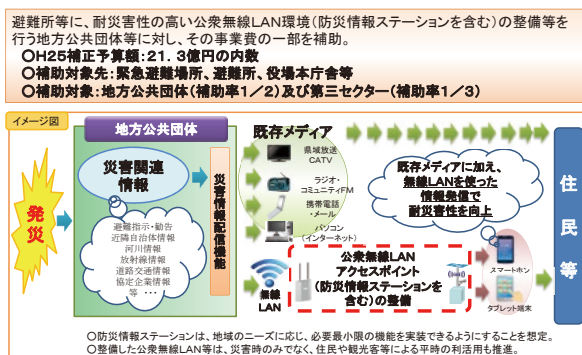 避難所等に、耐災害性の高い公衆無線LAN環境（防災情報ステーションを含む）の整備等を
行う地方公共団体等に対し、その事業費の一部を補助。
○H25補正予算額：21．3億円の内数
○補助対象先：緊急避難場所、避難所、役場本庁舎等
○補助対象：地方公共団体（補助率1／2）及び第三セクター（補助率1／3）
イメージ図
発災
地方公共団体
災害関連
情報
避難指示・勧告
近隣自治体情報
河川情報
放射線情報
道路交通情報
協定企業情報
等 ・・・
災害情報配信機能
既存メディア
県域放送
CATV
ラジオ・
コミュニティFM
携帯電話
・メール
パソコン
（インターネット）
無線
LAN
公衆無線LAN
アクセスポイント
（防災情報ステーションを
含む）の整備
既存メディアに加え、
無線LANを使った
情報発信で
耐災害性を向上
スマートホン
タブレット端末
住民等
○防災情報ステーションは、地域のニーズに応じ、必要最小限の機能を実装できるようにすることを想定。
○整備した公衆無線LAN等は、災害時のみでなく、住民や観光客等による平時の利活用も推進。